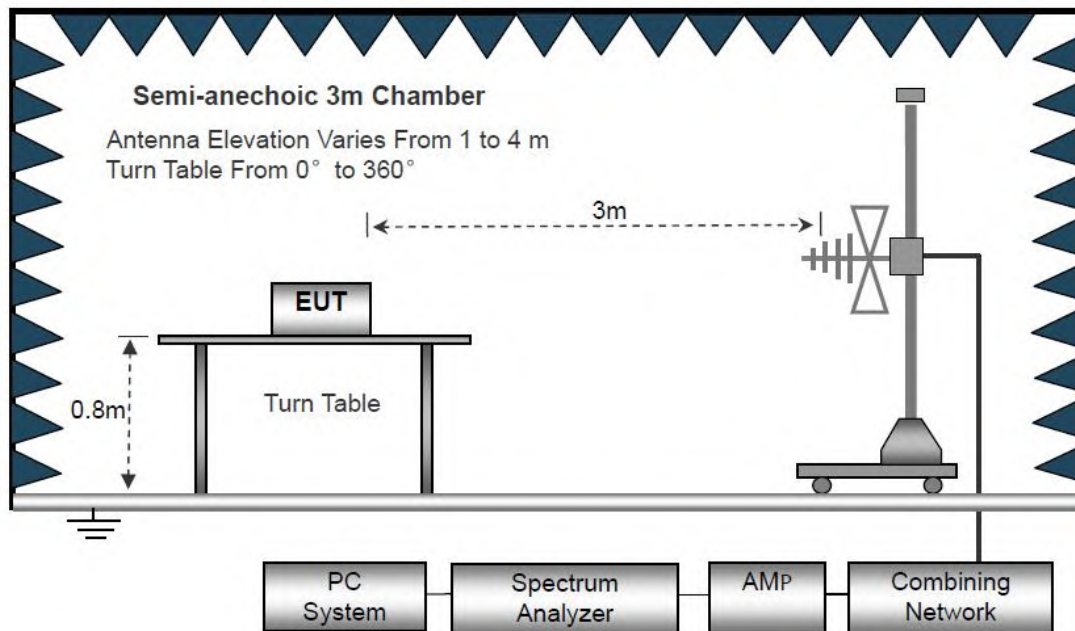 Semi-anechoic 3m Chamber
Antenna Elevation Varies From 1 to 4 m
Turn Table From 0° to 360°
3m
EUT
0.8m
Turn Table
PC
System
Spectrum
Analyzer
AMP
Combining
Network